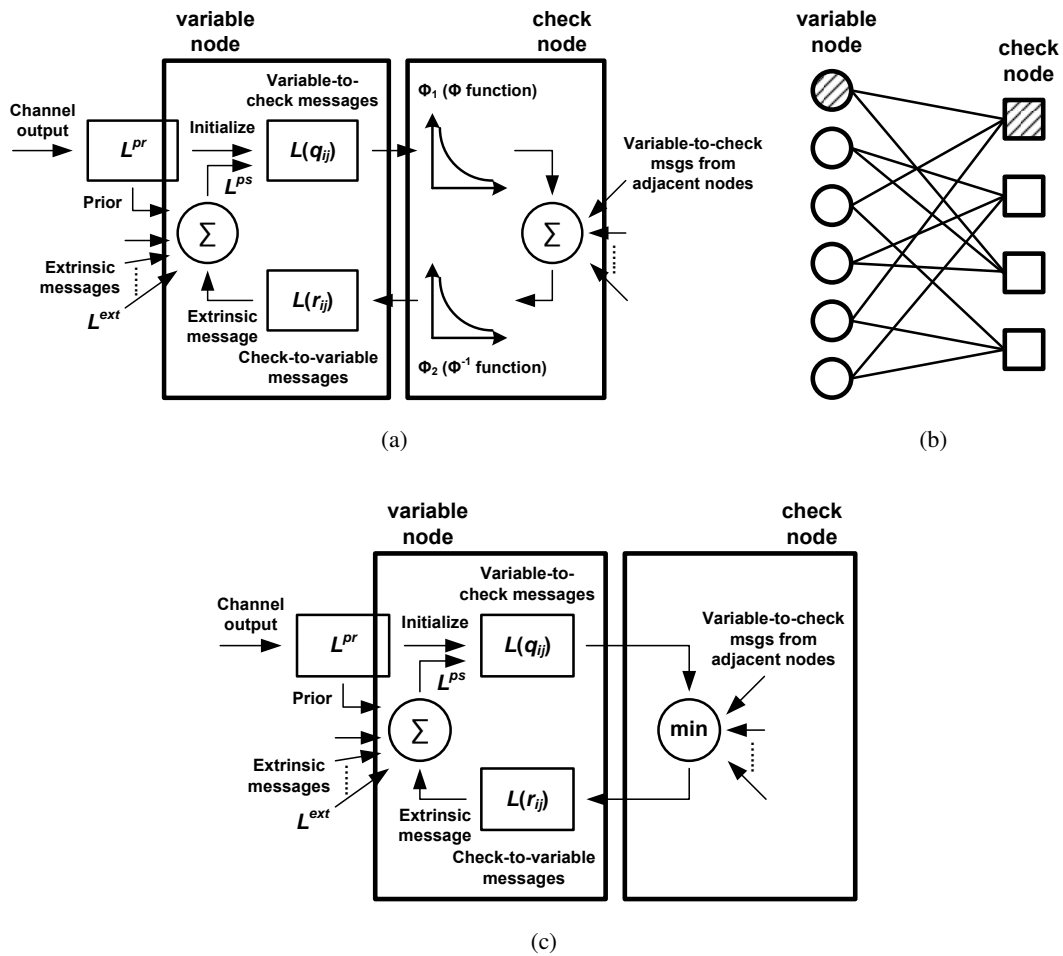 variable
node
check
node
Variable-to-
check messages
Φ1 (Φ function)
Channel
output
Initialize
L^pr
L(q_ij)
L^ps
Prior
Variable-to-check
msgs from
adjacent nodes
Σ
Σ
Extrinsic
messages
L^ext
Extrinsic
message
L(r_ij)
Check-to-variable
messages
Φ2 (Φ^-1 function)
(a)
variable
node
check
node
(b)
variable
node
check
node
Variable-to-
check messages
Channel
output
Initialize
L^pr
L(q_ij)
L^ps
Prior
Variable-to-check
msgs from
adjacent nodes
Σ
min
Extrinsic
messages
L^ext
Extrinsic
message
L(r_ij)
Check-to-variable
messages
(c)